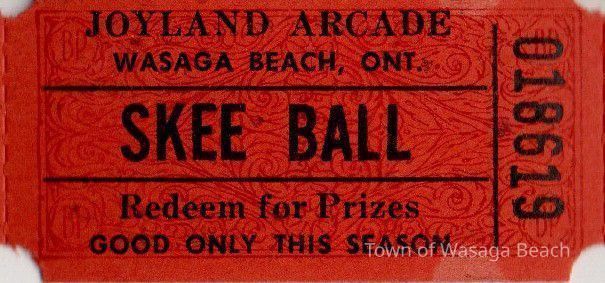 JOYLAND ARCADE
WASAGA BEACH, ONT.
SKEE BALL
Redeem for Prizes
GOOD ONLY THIS SEASON
018619
Town of Wasaga Beach